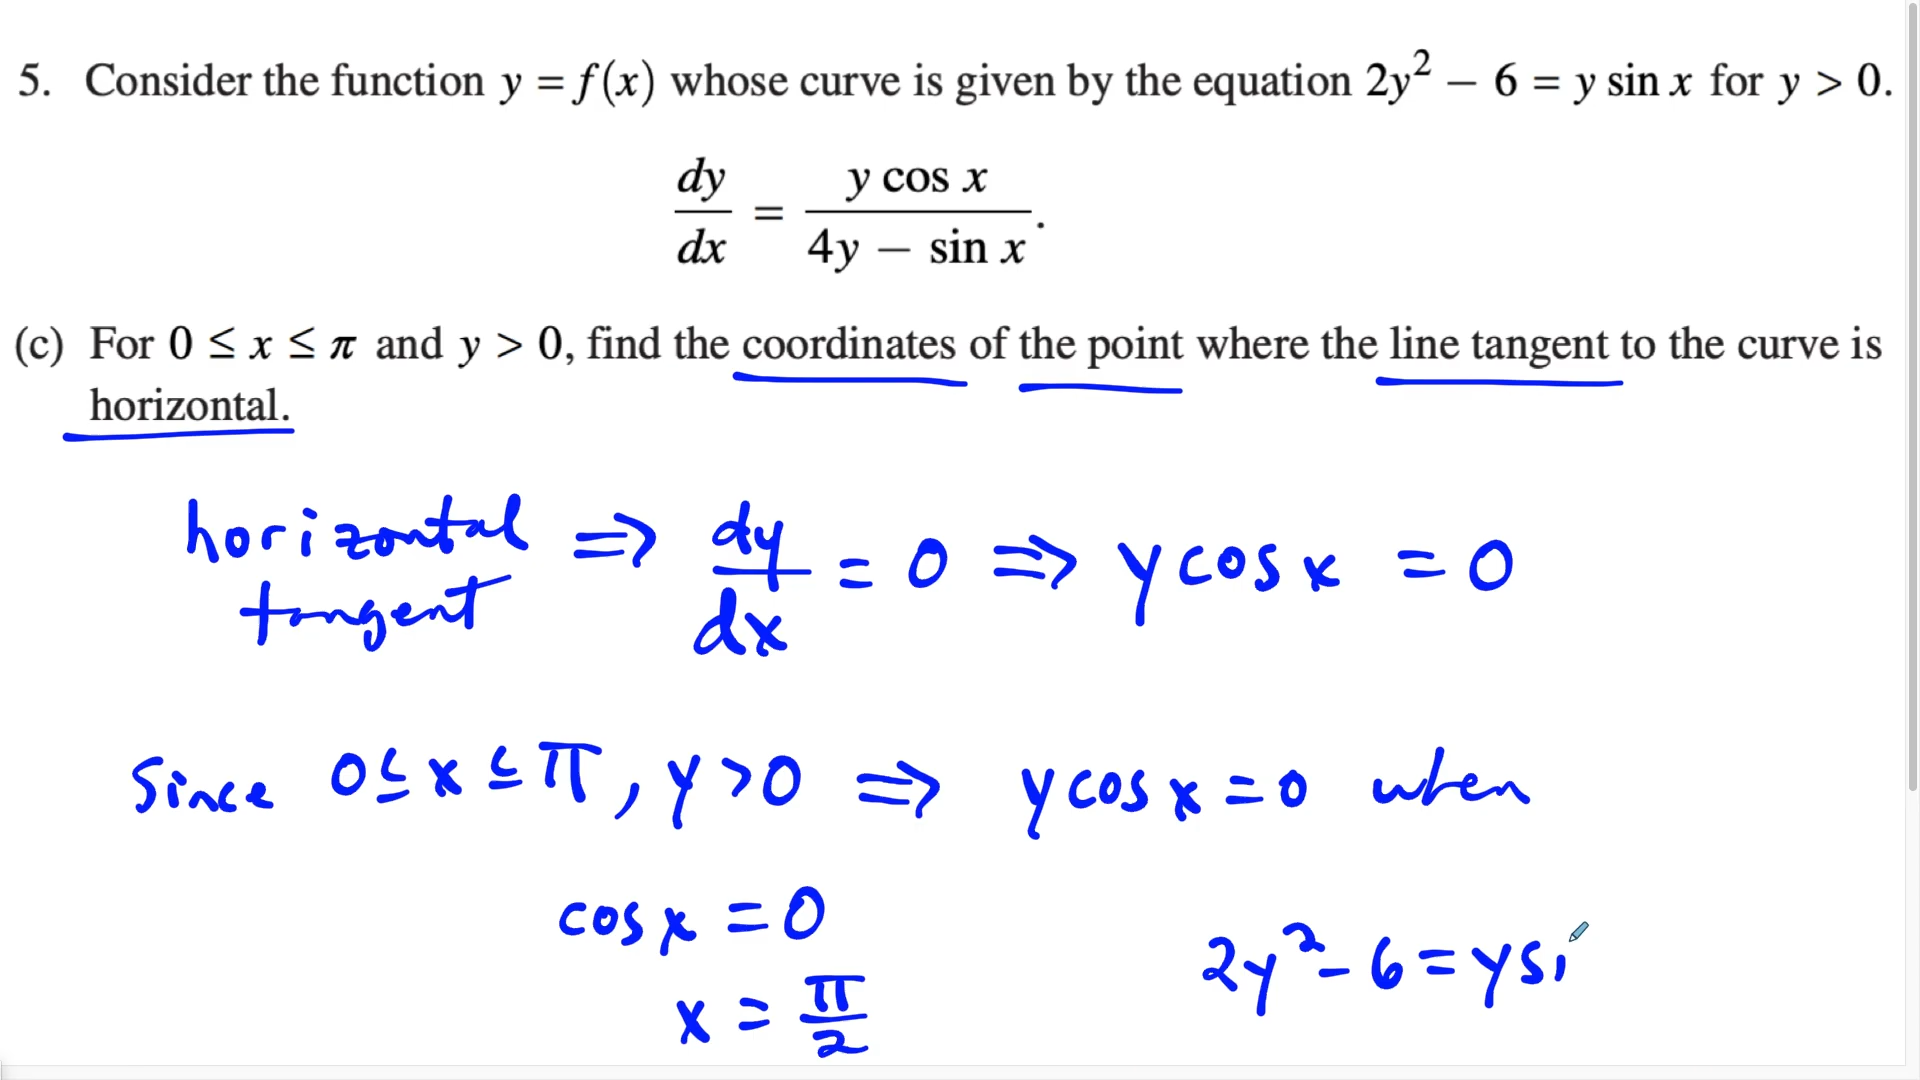 5. Consider the function y = f(x) whose curve is given by the equation 2y² − 6 = y sin x for y > 0.
dy/dx = (y cos x)/(4y − sin x).
(c) For 0 ≤ x ≤ π and y > 0, find the coordinates of the point where the line tangent to the curve is
horizontal.
horizontal tangent ⇒ dy/dx = 0 ⇒ y cos x = 0
Since 0 ≤ x ≤ π, y > 0 ⇒ y cos x = 0 when
cos x = 0
x = π/2
2y² − 6 = y si